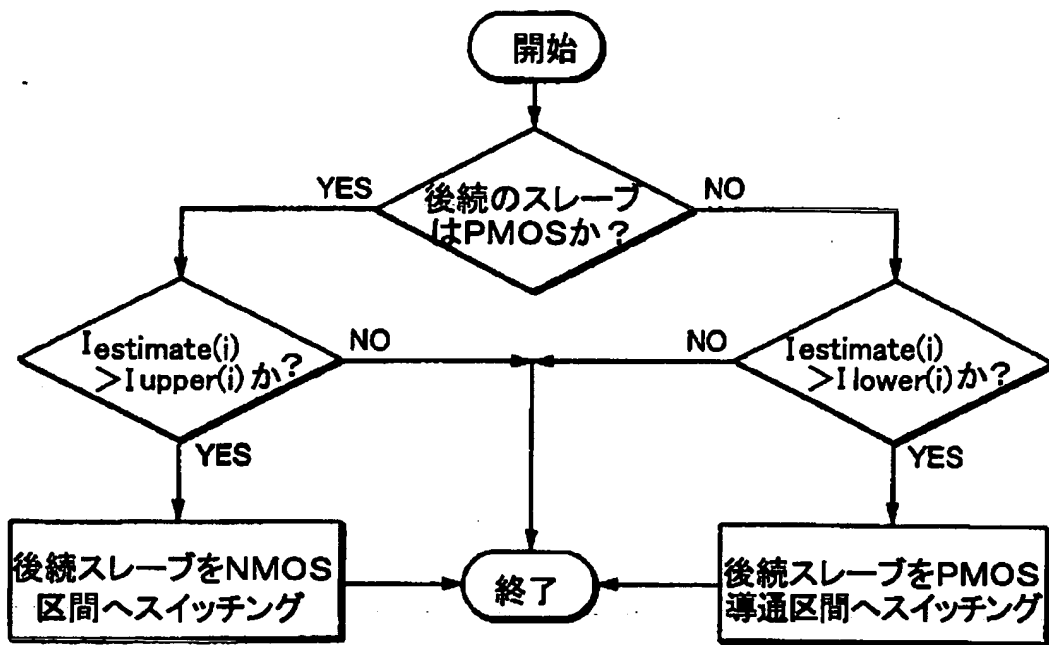 開始
YES
後続のスレーブ
はPMOSか？
NO
Iestimate(i)
>Iupper(i)か？
NO
NO
Iestimate(i)
>Ilower(i)か？
YES
YES
後続スレーブをNMOS
区間へスイッチング
終了
後続スレーブをPMOS
導通区間へスイッチング